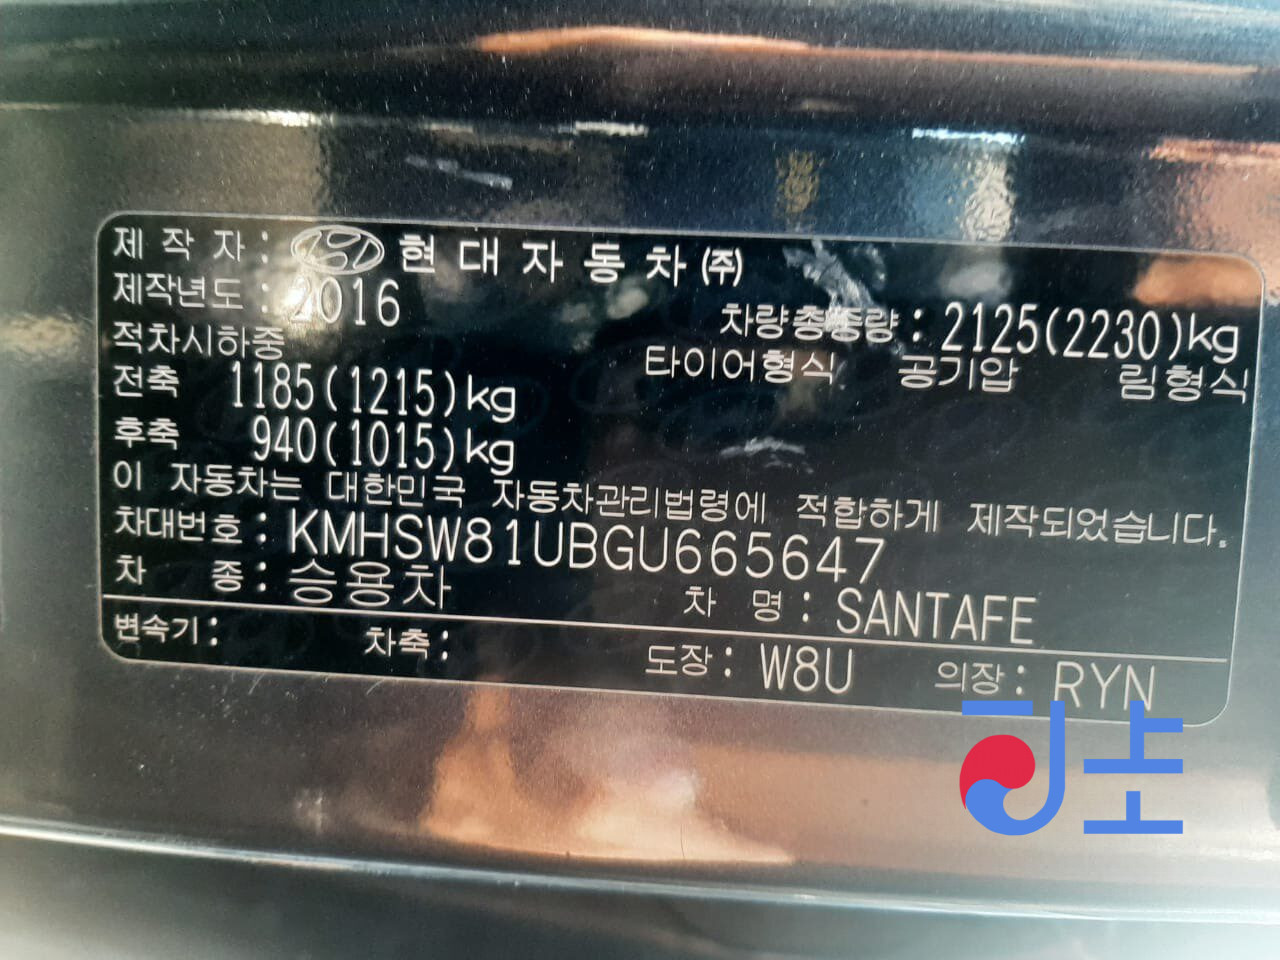 제 작 자 : 현 대 자 동 차 ㈜
제작년도 : 2016
차량총중량 : 2125(2230)kg
적차시하중
타이어형식 공기압 림형식
전축 1185(1215)kg
후축 940(1015)kg
이 자동차는 대한민국 자동차관리법령에 적합하게 제작되었습니다.
차대번호 : KMHSW81UBGU665647
차 종 : 승용차 차 명 : SANTAFE
변속기 : 차축 : 도장 : W8U 의장 : RYN